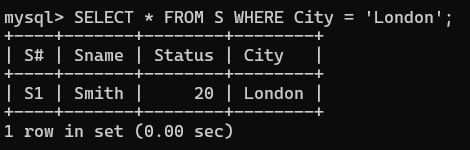 mysql> SELECT * FROM S WHERE City = 'London';
+----+-------+--------+--------+
| S# | Sname | Status | City   |
+----+-------+--------+--------+
| S1 | Smith |     20 | London |
+----+-------+--------+--------+
1 row in set (0.00 sec)